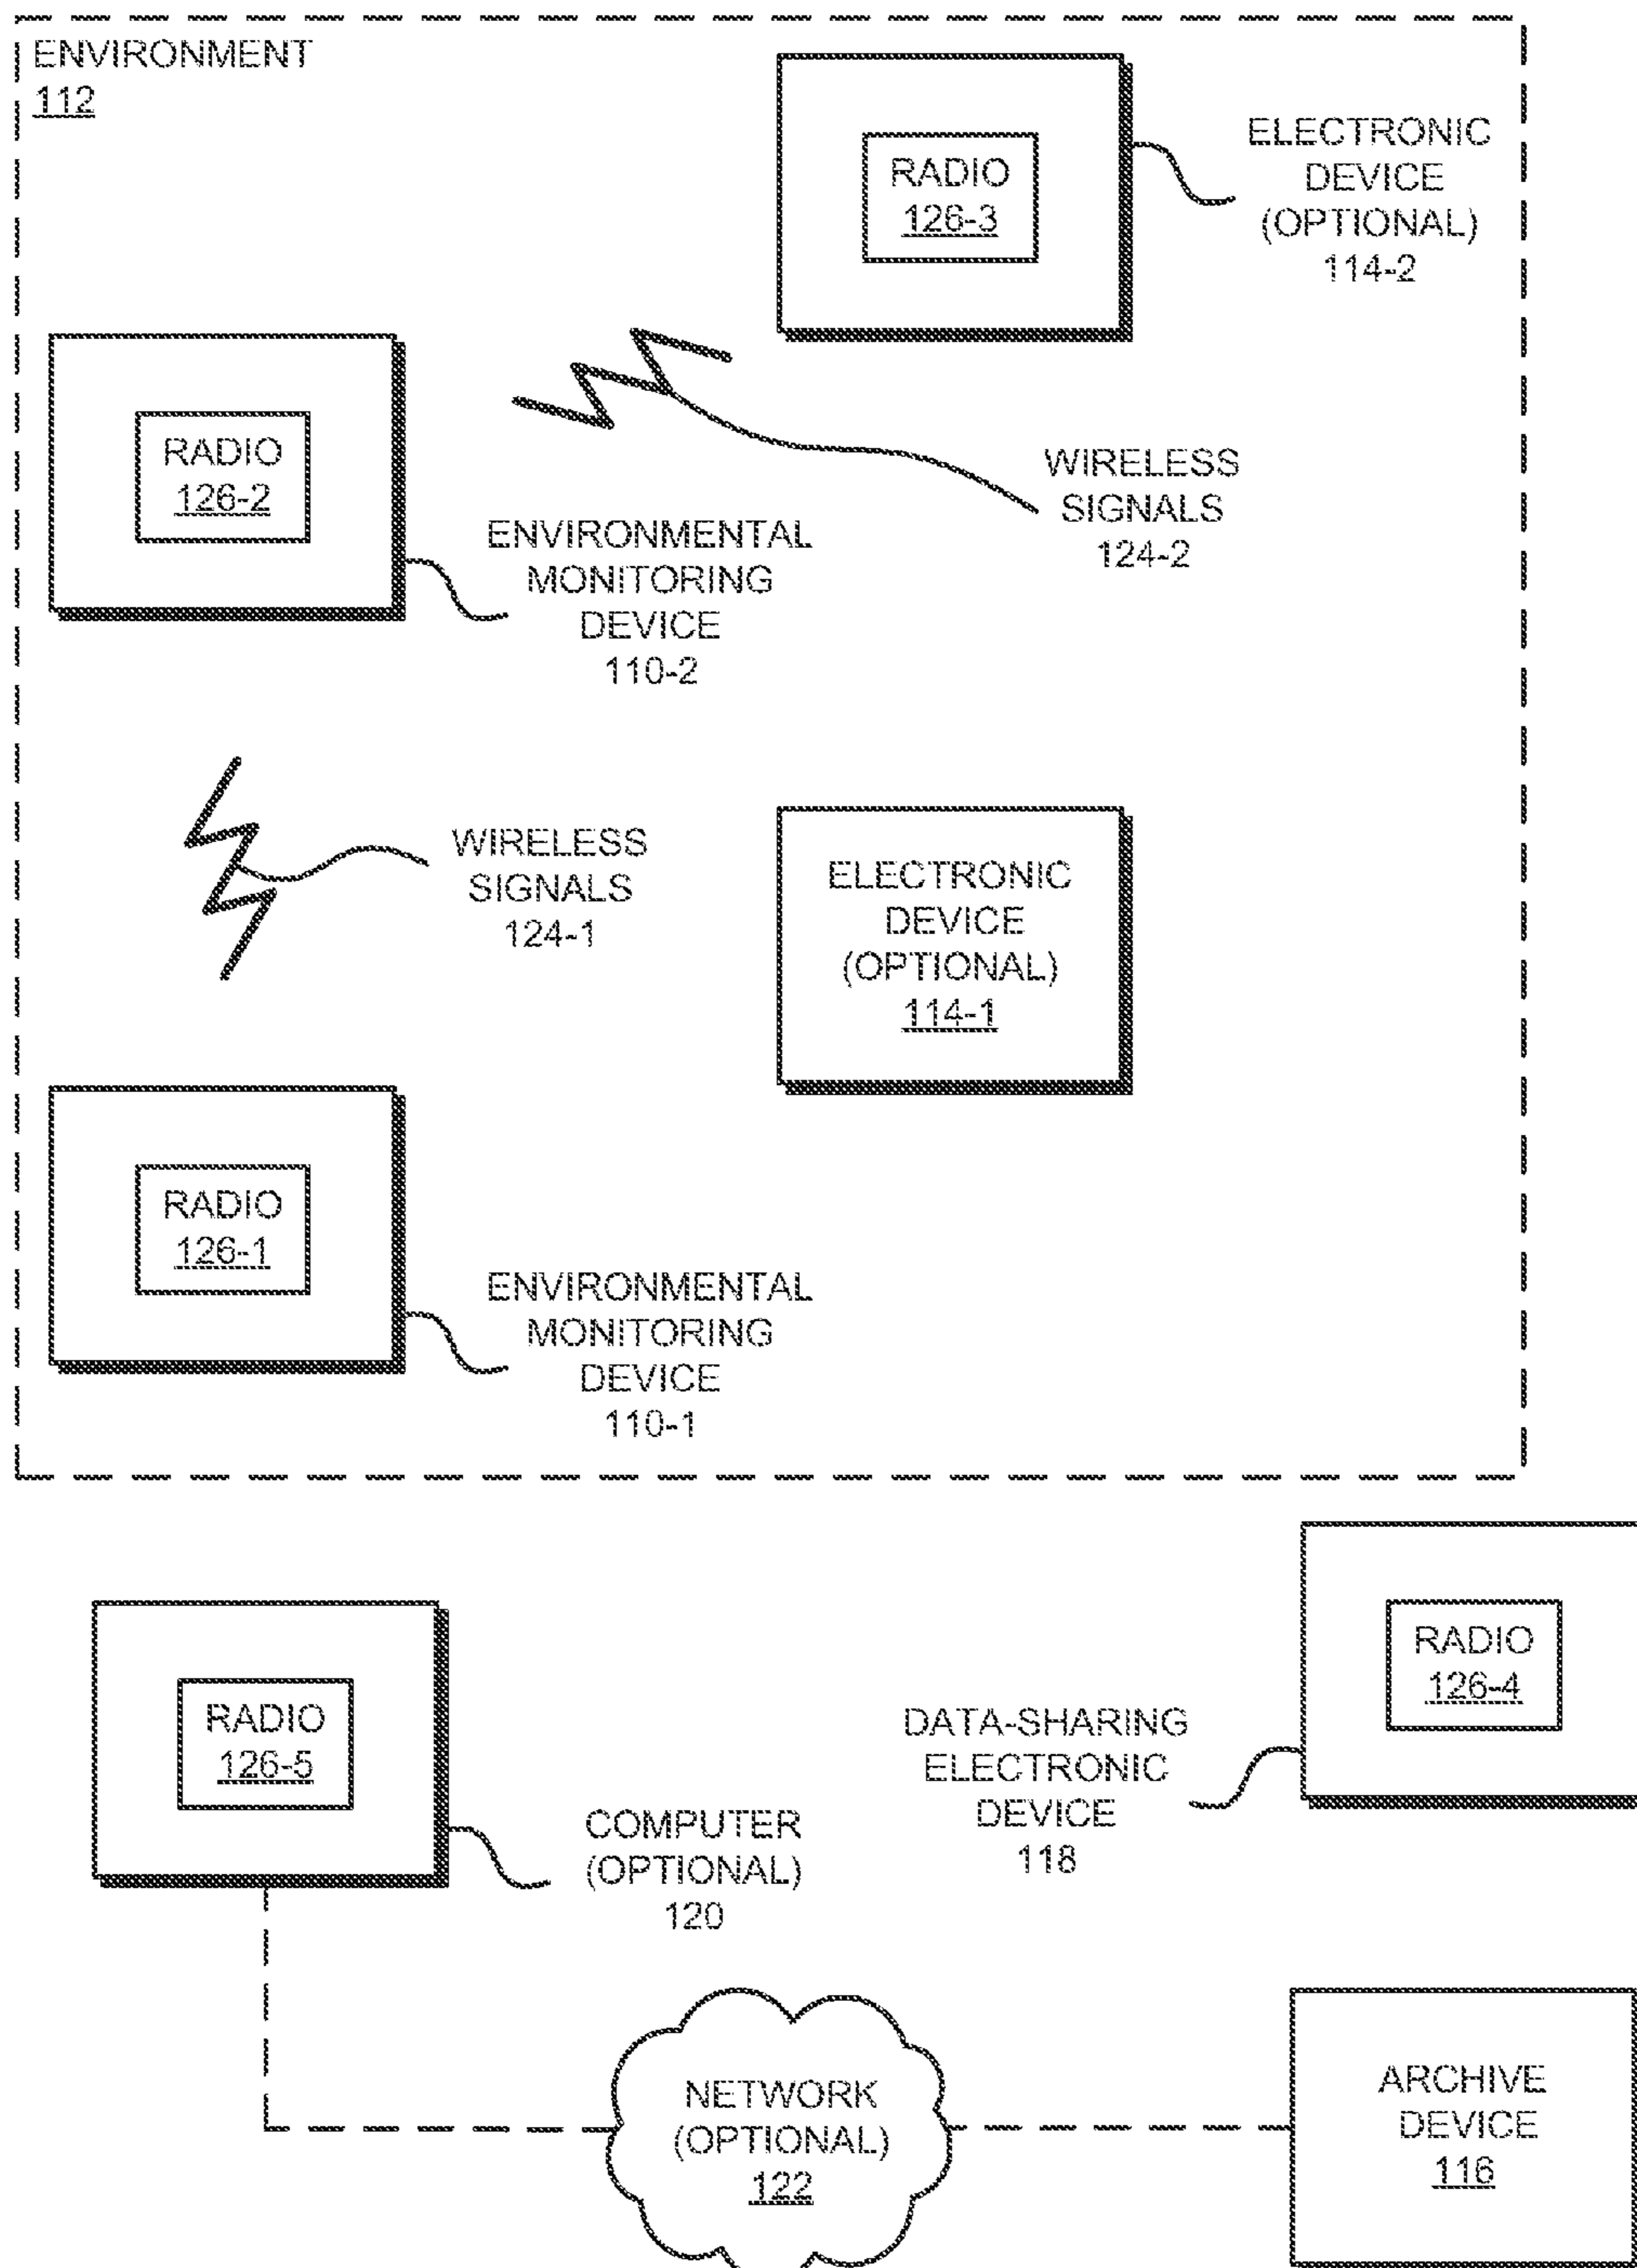 ENVIRONMENT
112
RADIO
126-3
ELECTRONIC
DEVICE
(OPTIONAL)
114-2
RADIO
126-2
WIRELESS
SIGNALS
124-2
ENVIRONMENTAL
MONITORING
DEVICE
110-2
WIRELESS
SIGNALS
124-1
ELECTRONIC
DEVICE
(OPTIONAL)
114-1
RADIO
126-1
ENVIRONMENTAL
MONITORING
DEVICE
110-1
RADIO
126-4
RADIO
126-5
DATA-SHARING
ELECTRONIC
DEVICE
118
COMPUTER
(OPTIONAL)
120
NETWORK
(OPTIONAL)
122
ARCHIVE
DEVICE
116